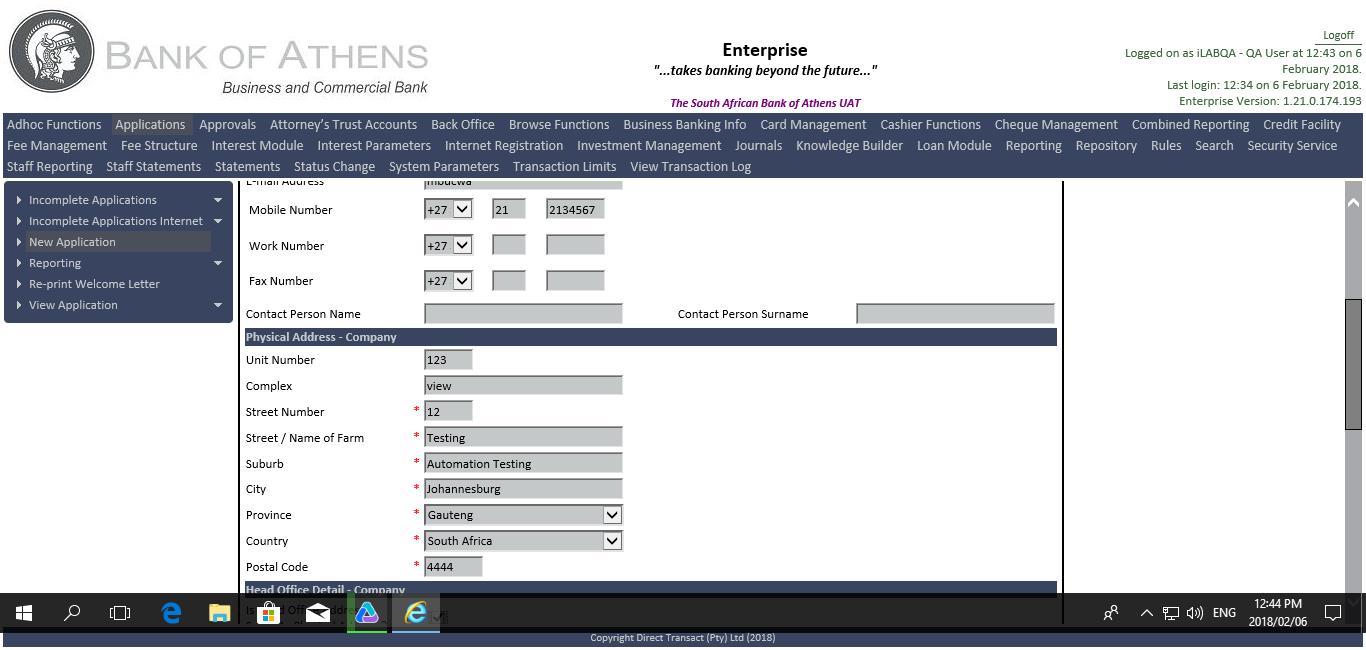 BANK OF ATHENS
Business and Commercial Bank
Enterprise
"...takes banking beyond the future..."
The South African Bank of Athens UAT
Logoff
Logged on as iLABQA - QA User at 12:43 on 6
February 2018.
Last login: 12:34 on 6 February 2018.
Enterprise Version: 1.21.0.174.193
Adhoc Functions Applications Approvals Attorney's Trust Accounts Back Office Browse Functions Business Banking Info Card Management Cashier Functions Cheque Management Combined Reporting Credit Facility
Fee Management Fee Structure Interest Module Interest Parameters Internet Registration Investment Management Journals Knowledge Builder Loan Module Reporting Repository Rules Search Security Service
Staff Reporting Staff Statements Statements Status Change System Parameters Transaction Limits View Transaction Log
Incomplete Applications
Incomplete Applications Internet
New Application
Reporting
Re-print Welcome Letter
View Application
E-mail Address mbucwa
Mobile Number +27 21 2134567
Work Number +27
Fax Number +27
Contact Person Name Contact Person Surname
Physical Address - Company
Unit Number 123
Complex view
Street Number * 12
Street / Name of Farm * Testing
Suburb * Automation Testing
City * Johannesburg
Province * Gauteng
Country * South Africa
Postal Code * 4444
Head Office Detail - Company
ENG
12:44 PM
2018/02/06
Copyright Direct Transact (Pty) Ltd (2018)